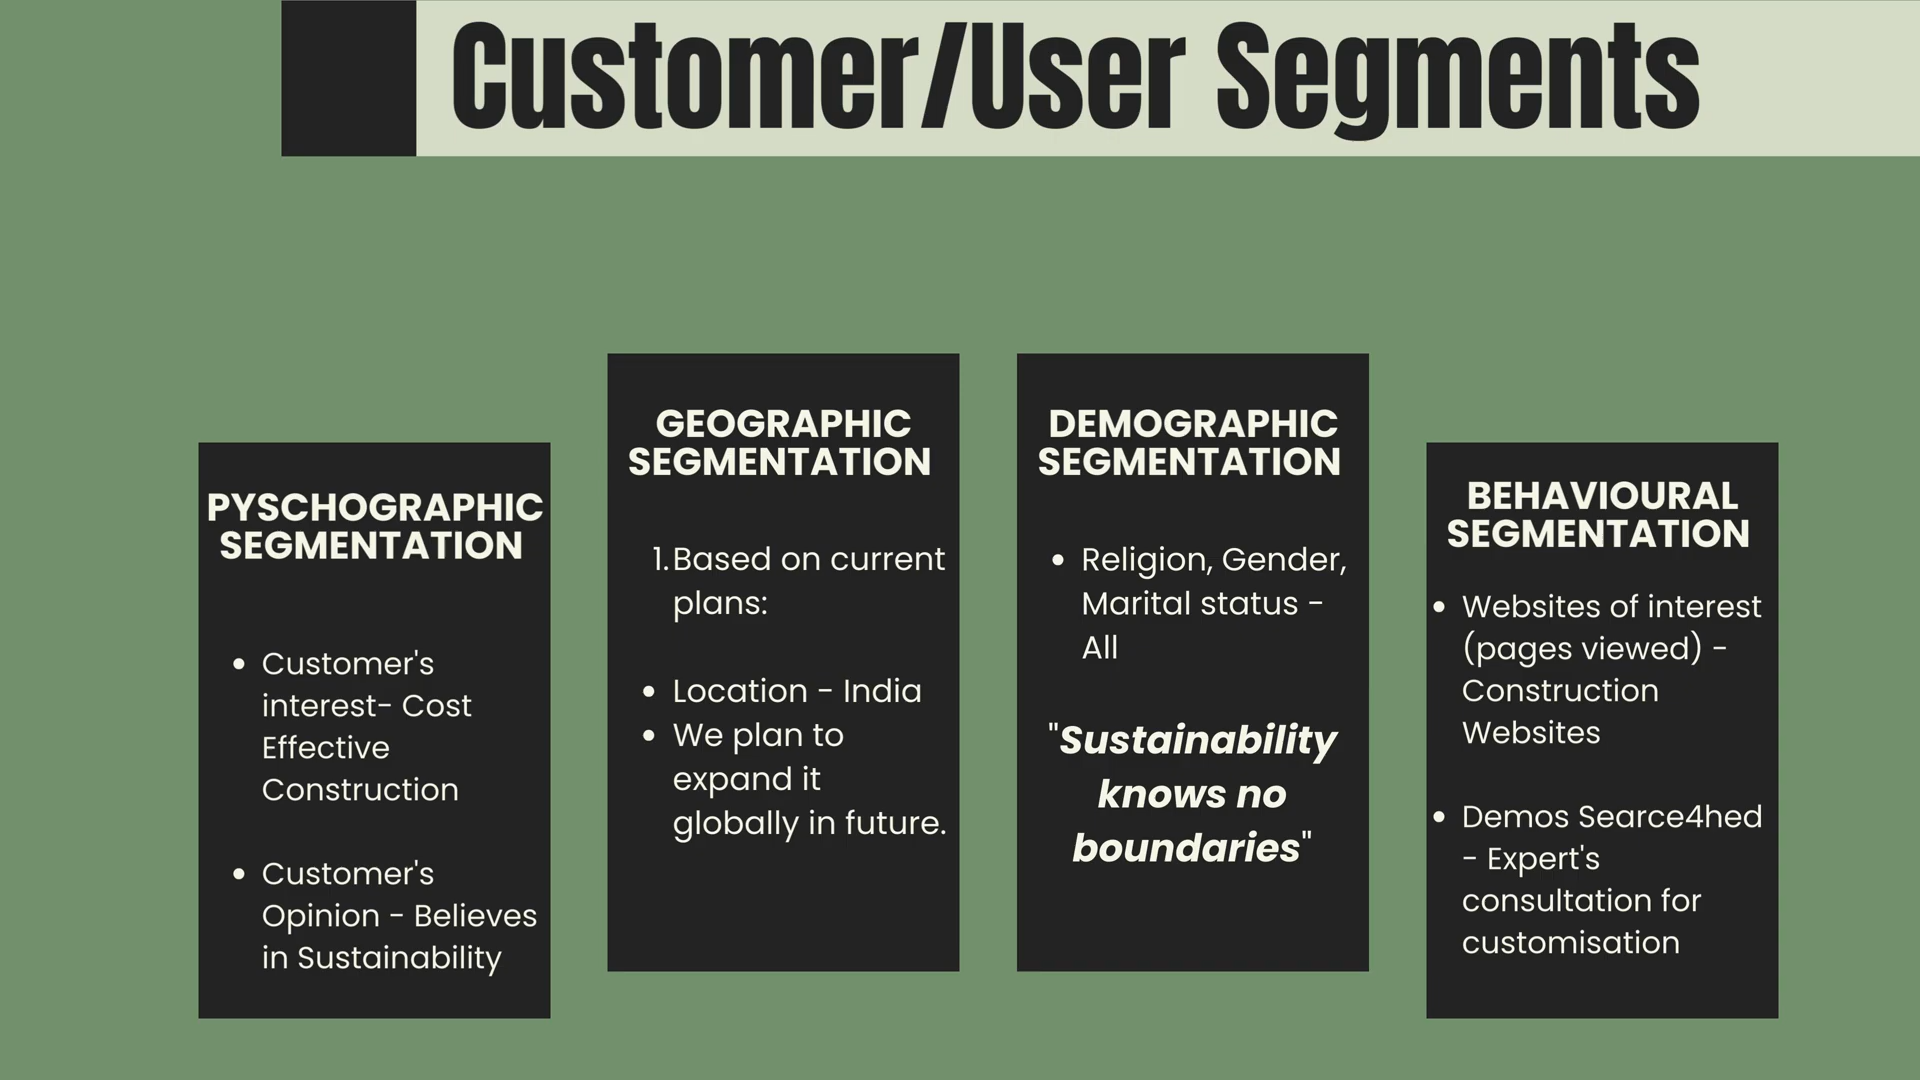 Customer/User Segments
PYSCHOGRAPHIC
SEGMENTATION
• Customer's
interest- Cost
Effective
Construction
• Customer's
Opinion - Believes
in Sustainability
GEOGRAPHIC
SEGMENTATION
1. Based on current
plans:
• Location - India
• We plan to
expand it
globally in future.
DEMOGRAPHIC
SEGMENTATION
• Religion, Gender,
Marital status -
All
"Sustainability
knows no
boundaries"
BEHAVIOURAL
SEGMENTATION
• Websites of interest
(pages viewed) -
Construction
Websites
• Demos Searce4hed
- Expert's
consultation for
customisation